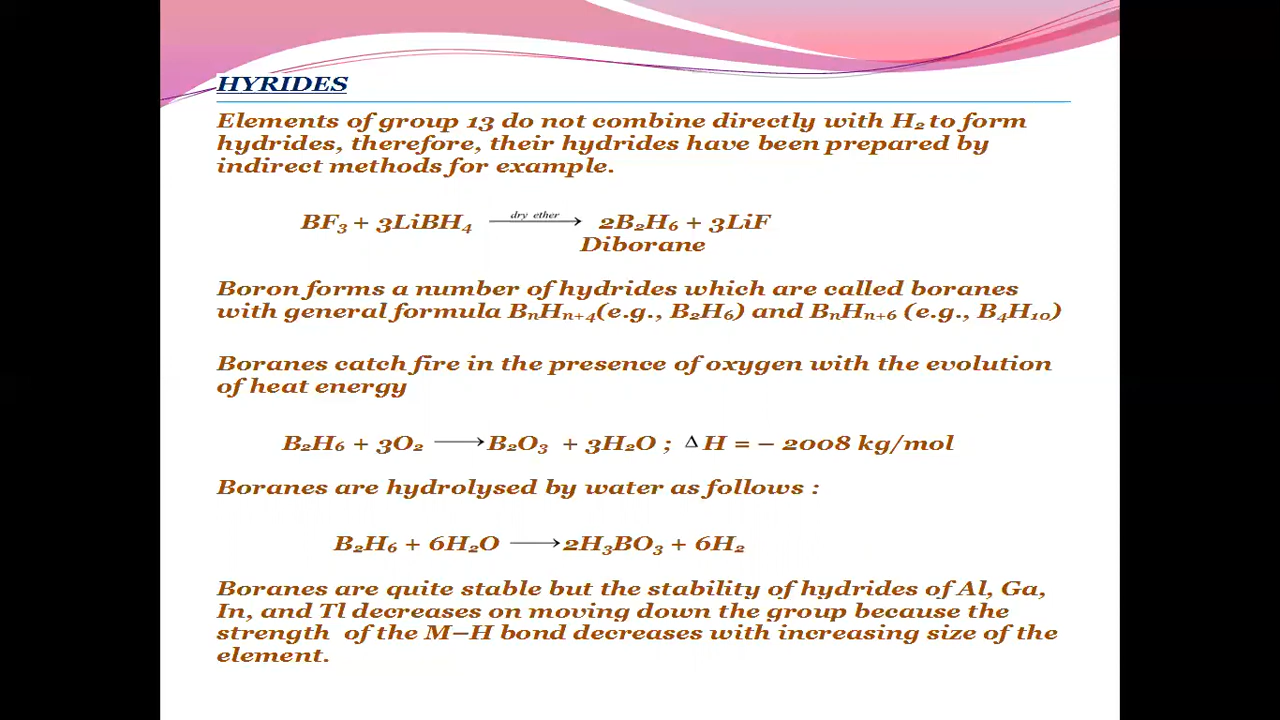 HYRIDES
Elements of group 13 do not combine directly with H₂ to form
hydrides, therefore, their hydrides have been prepared by
indirect methods for example.
BF₃ + 3LiBH₄ dry ether → 2B₂H₆ + 3LiF
Diborane
Boron forms a number of hydrides which are called boranes
with general formula BₙHₙ₊₄(e.g., B₂H₆) and BₙHₙ₊₆ (e.g., B₄H₁₀)
Boranes catch fire in the presence of oxygen with the evolution
of heat energy
B₂H₆ + 3O₂ → B₂O₃ + 3H₂O ; Δ H = – 2008 kg/mol
Boranes are hydrolysed by water as follows :
B₂H₆ + 6H₂O → 2H₃BO₃ + 6H₂
Boranes are quite stable but the stability of hydrides of Al, Ga,
In, and Tl decreases on moving down the group because the
strength of the M–H bond decreases with increasing size of the
element.